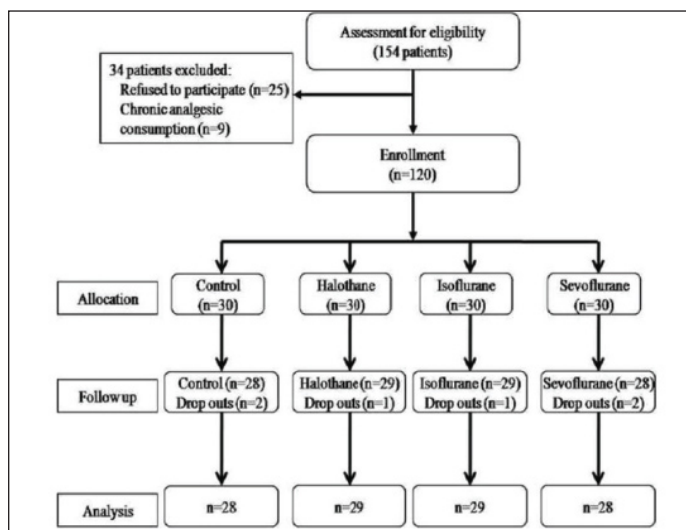 Assessment for eligibility
(154 patients)
34 patients excluded:
Refused to participate (n=25)
Chronic analgesic
consumption (n=9)
Enrollment
(n=120)
Allocation
Control
(n=30)
Halothane
(n=30)
Isoflurane
(n=30)
Sevoflurane
(n=30)
Follow up
Control (n=28)
Drop outs (n=2)
Halothane (n=29)
Drop outs (n=1)
Isoflurane (n=29)
Drop outs (n=1)
Sevoflurane (n=28)
Drop outs (n=2)
Analysis
n=28
n=29
n=29
n=28